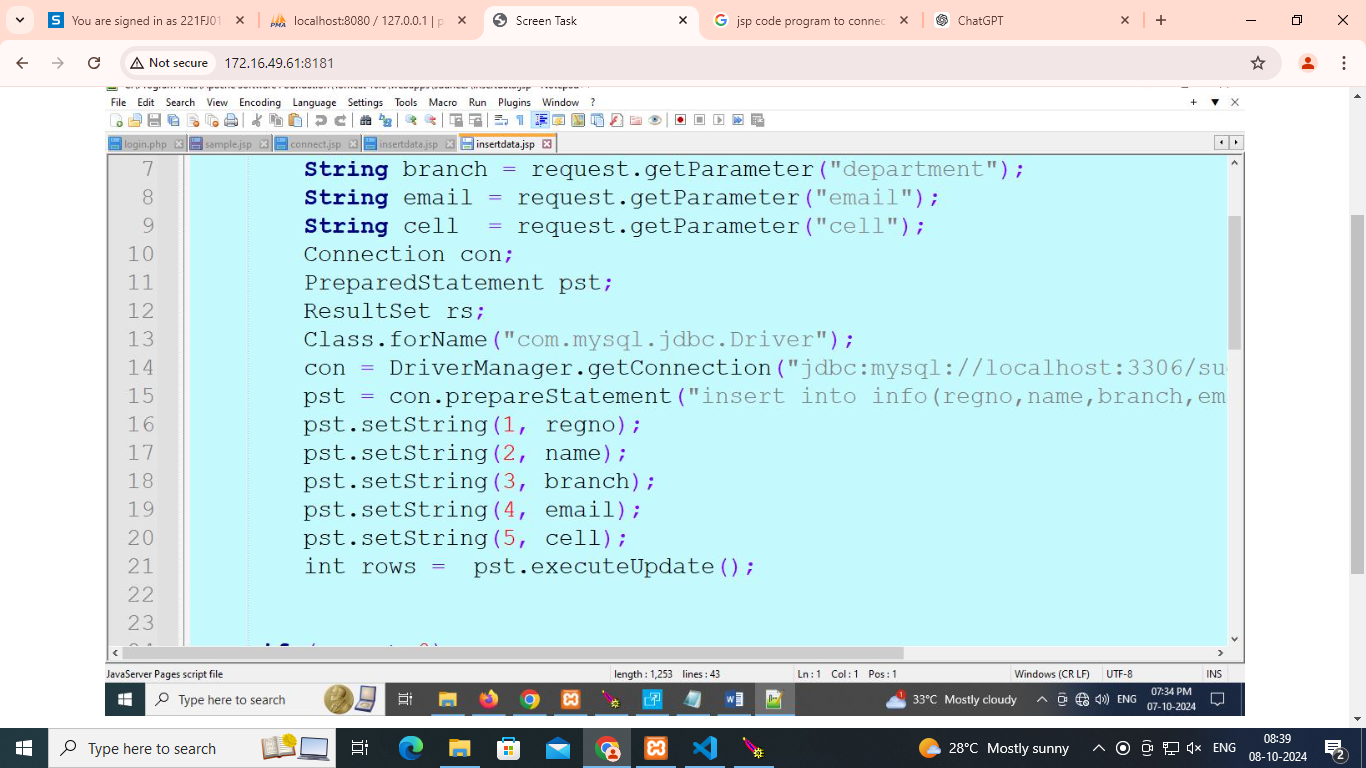 You are signed in as 221FJ01
localhost:8080 / 127.0.0.1 | p
Screen Task
jsp code program to connec
ChatGPT
Not secure
172.16.49.61:8181
File Edit Search View Encoding Language Settings Tools Macro Run Plugins Window ?
login.php sample.jsp connect.jsp insertdata.jsp insertdata.jsp
7 String branch = request.getParameter("department");
8 String email = request.getParameter("email");
9 String cell  = request.getParameter("cell");
10 Connection con;
11 PreparedStatement pst;
12 ResultSet rs;
13 Class.forName("com.mysql.jdbc.Driver");
14 con = DriverManager.getConnection("jdbc:mysql://localhost:3306/su
15 pst = con.prepareStatement("insert into info(regno,name,branch,em
16 pst.setString(1, regno);
17 pst.setString(2, name);
18 pst.setString(3, branch);
19 pst.setString(4, email);
20 pst.setString(5, cell);
21 int rows =  pst.executeUpdate();
22
23
JavaServer Pages script file length : 1,253 lines : 43 Ln : 1 Col : 1 Pos : 1 Windows (CR LF) UTF-8 INS
Type here to search 1 33°C Mostly cloudy ENG 07:34 PM
07-10-2024
Type here to search 28°C Mostly sunny ENG 08:39
08-10-2024 2